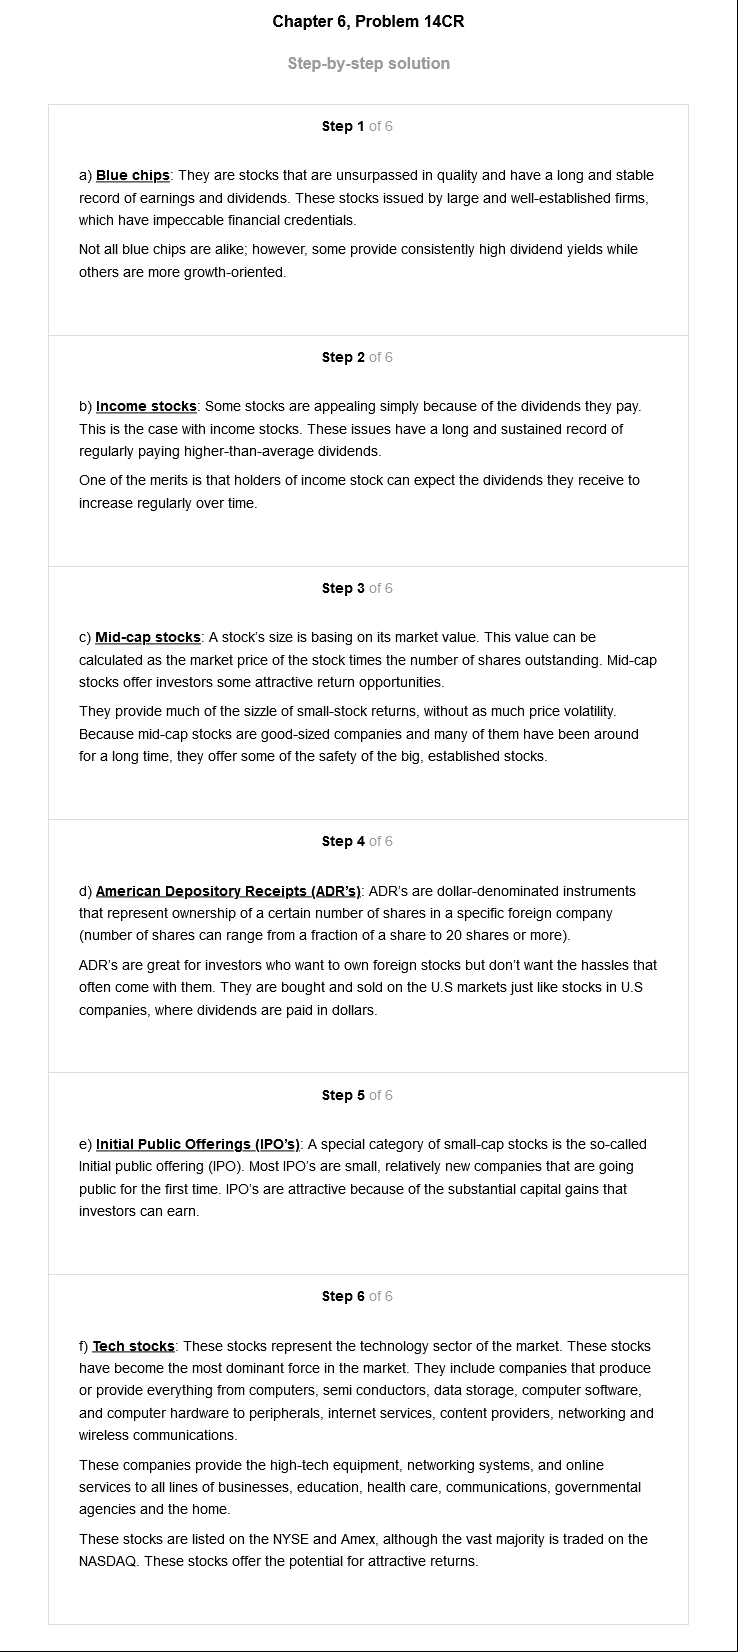 Chapter 6, Problem 14CR
Step-by-step solution
Step 1 of 6
a) Blue chips: They are stocks that are unsurpassed in quality and have a long and stable
record of earnings and dividends. These stocks issued by large and well-established firms,
which have impeccable financial credentials.
Not all blue chips are alike; however, some provide consistently high dividend yields while
others are more growth-oriented.
Step 2 of 6
b) Income stocks: Some stocks are appealing simply because of the dividends they pay.
This is the case with income stocks. These issues have a long and sustained record of
regularly paying higher-than-average dividends.
One of the merits is that holders of income stock can expect the dividends they receive to
increase regularly over time.
Step 3 of 6
c) Mid-cap stocks: A stock's size is basing on its market value. This value can be
calculated as the market price of the stock times the number of shares outstanding. Mid-cap
stocks offer investors some attractive return opportunities.
They provide much of the sizzle of small-stock returns, without as much price volatility.
Because mid-cap stocks are good-sized companies and many of them have been around
for a long time, they offer some of the safety of the big, established stocks.
Step 4 of 6
d) American Depository Receipts (ADR's): ADR's are dollar-denominated instruments
that represent ownership of a certain number of shares in a specific foreign company
(number of shares can range from a fraction of a share to 20 shares or more).
ADR's are great for investors who want to own foreign stocks but don't want the hassles that
often come with them. They are bought and sold on the U.S markets just like stocks in U.S
companies, where dividends are paid in dollars.
Step 5 of 6
e) Initial Public Offerings (IPO's): A special category of small-cap stocks is the so-called
Initial public offering (IPO). Most IPO's are small, relatively new companies that are going
public for the first time. IPO's are attractive because of the substantial capital gains that
investors can earn.
Step 6 of 6
f) Tech stocks: These stocks represent the technology sector of the market. These stocks
have become the most dominant force in the market. They include companies that produce
or provide everything from computers, semi conductors, data storage, computer software,
and computer hardware to peripherals, internet services, content providers, networking and
wireless communications.
These companies provide the high-tech equipment, networking systems, and online
services to all lines of businesses, education, health care, communications, governmental
agencies and the home.
These stocks are listed on the NYSE and Amex, although the vast majority is traded on the
NASDAQ. These stocks offer the potential for attractive returns.